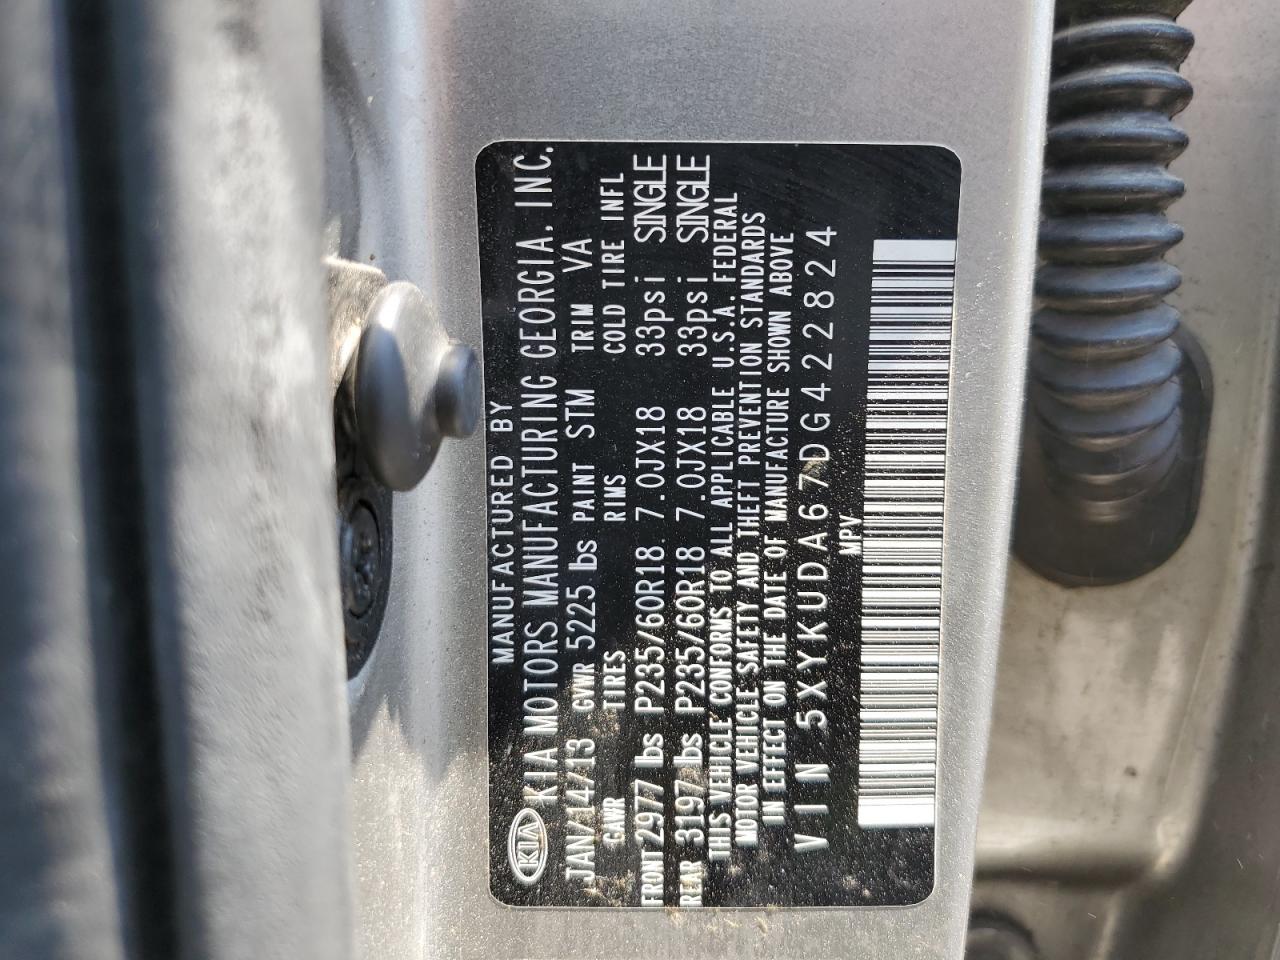 MANUFACTURED BY
KIA KIA MOTORS MANUFACTURING GEORGIA, INC.
JAN/14/13 GVWR 5225 lbs PAINT STM TRIM VA
GAWR TIRES RIMS COLD TIRE INFL
FRONT 2977 lbs P235/60R18 7.0JX18 33psi SINGLE
REAR 3197 lbs P235/60R18 7.0JX18 33psi SINGLE
THIS VEHICLE CONFORMS TO ALL APPLICABLE U.S.A. FEDERAL
MOTOR VEHICLE SAFETY AND THEFT PREVENTION STANDARDS
IN EFFECT ON THE DATE OF MANUFACTURE SHOWN ABOVE
VIN 5XYKUDA67DG422824
MPV